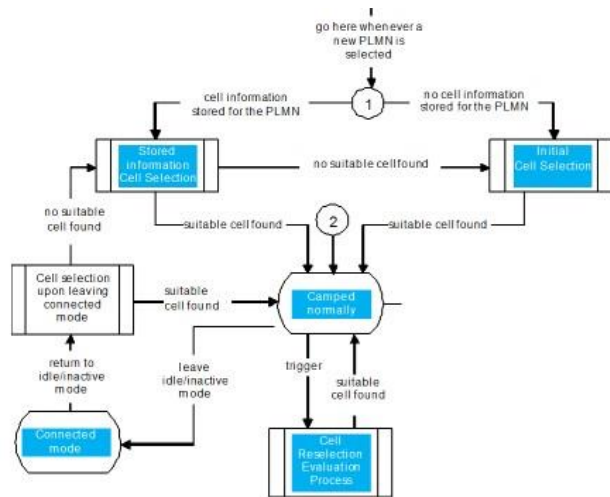 go here whenever a
new PLMN is
selected
cell information
stored for the PLMN
1
no cell information
stored for the PLMN
Stored
information
Cell Selection
no suitable cell found
Initial
Cell Selection
no suitable
cell found
suitable cell found
2
suitable cell found
Cell selection
upon leaving
connected
mode
suitable
cell found
Camped
normally
return to
idle/inactive
mode
leave
idle/inactive
mode
trigger
suitable
cell found
Connected
mode
Cell
Reselection
Evaluation
Process